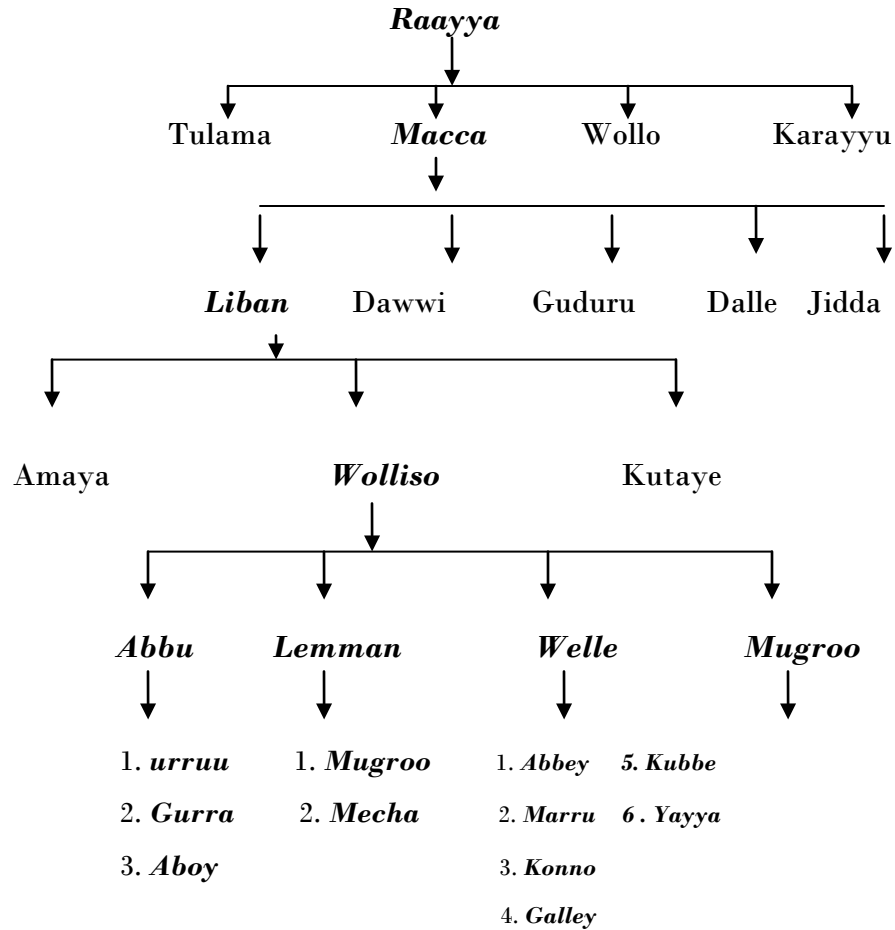 Raayya
Tulama Macca Wollo Karayyu
Liban Dawwi Guduru Dalle Jidda
Amaya Wolliso Kutaye
Abbu Lemman Welle Mugroo
1. urruu 1. Mugroo 1. Abbey 5. Kubbe
2. Gurra 2. Mecha 2. Marru 6 . Yayya
3. Aboy 3. Konno
4. Galley